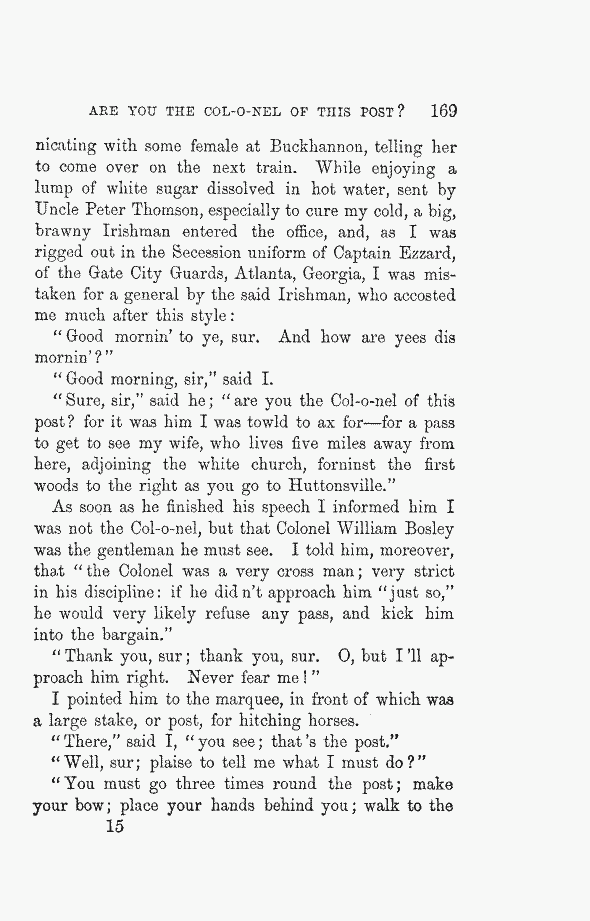 ARE YOU THE COL-O-NEL OF THIS POST? 169
nicating with some female at Buckhannon, telling her
to come over on the next train. While enjoying a
lump of white sugar dissolved in hot water, sent by
Uncle Peter Thomson, especially to cure my cold, a big,
brawny Irishman entered the office, and, as I was
rigged out in the Secession uniform of Captain Ezzard,
of the Gate City Guards, Atlanta, Georgia, I was mis-
taken for a general by the said Irishman, who accosted
me much after this style:
"Good mornin' to ye, sur. And how are yees dis
mornin'?"
"Good morning, sir," said I.
"Sure, sir," said he; "are you the Col-o-nel of this
post? for it was him I was towld to ax for—for a pass
to get to see my wife, who lives five miles away from
here, adjoining the white church, forninst the first
woods to the right as you go to Huttonsville."
As soon as he finished his speech I informed him I
was not the Col-o-nel, but that Colonel William Bosley
was the gentleman he must see. I told him, moreover,
that "the Colonel was a very cross man; very strict
in his discipline: if he did n't approach him "just so,"
he would very likely refuse any pass, and kick him
into the bargain."
"Thank you, sur; thank you, sur. O, but I 'll ap-
proach him right. Never fear me!"
I pointed him to the marquee, in front of which was
a large stake, or post, for hitching horses.
"There," said I, "you see; that 's the post."
"Well, sur; plaise to tell me what I must do?"
"You must go three times round the post; make
your bow; place your hands behind you; walk to the
15